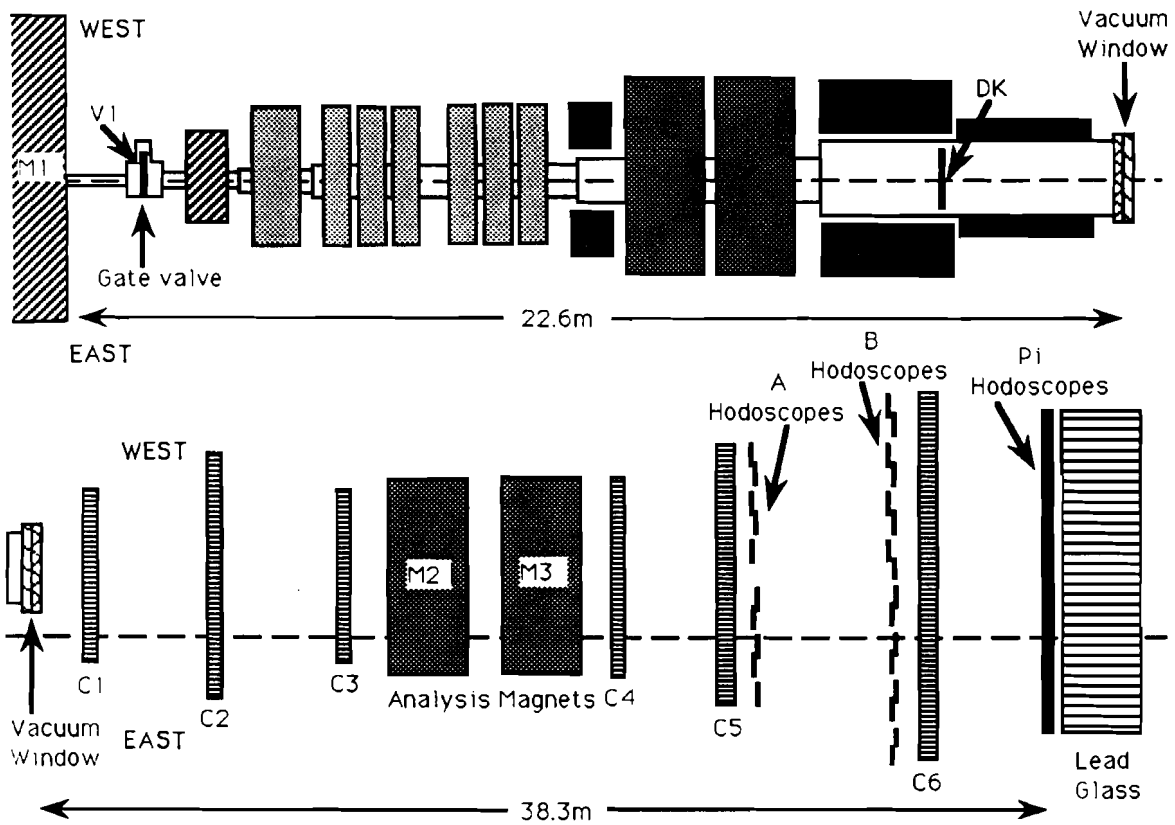 WEST
Vacuum
Window
V1
DK
M1
Gate valve
22.6m
EAST
B
Hodoscopes
Pi
Hodoscopes
A
Hodoscopes
WEST
M2
M3
C1
C2
C3
Analysis Magnets
C4
C5
C6
Vacuum
Window
EAST
Lead
Glass
38.3m